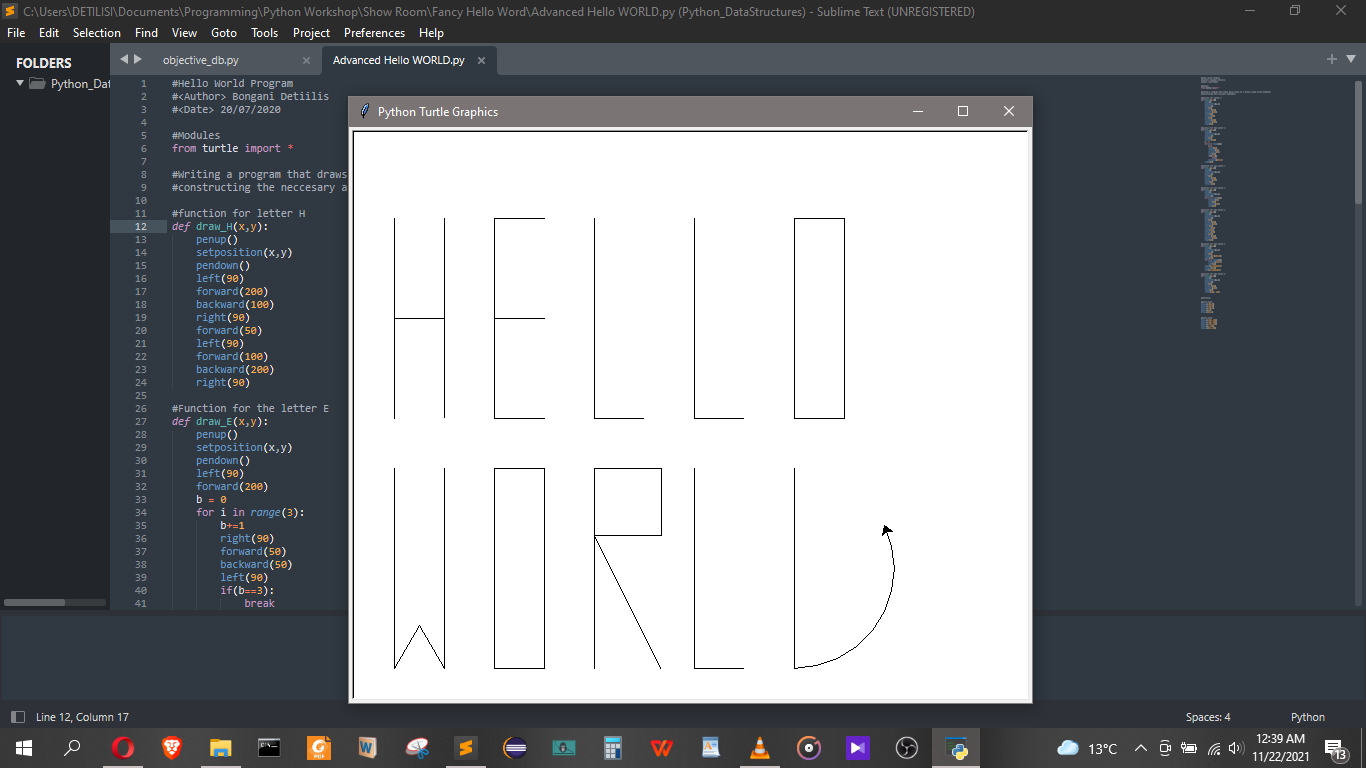 C:\Users\DETILISI\Documents\Programming\Python Workshop\Show Room\Fancy Hello Word\Advanced Hello WORLD.py (Python_DataStructures) - Sublime Text (UNREGISTERED)
File Edit Selection Find View Goto Tools Project Preferences Help
FOLDERS
Python_Dat
objective_db.py
Advanced Hello WORLD.py
1 #Hello World Program
2 #<Author> Bongani Detiilis
3 #<Date> 20/07/2020
4
5 #Modules
6 from turtle import *
7
8 #Writing a program that draws
9 #constructing the neccesary a
10
11 #function for letter H
12 def draw_H(x,y):
13 penup()
14 setposition(x,y)
15 pendown()
16 left(90)
17 forward(200)
18 backward(100)
19 right(90)
20 forward(50)
21 left(90)
22 forward(100)
23 backward(200)
24 right(90)
25
26 #Function for the letter E
27 def draw_E(x,y):
28 penup()
29 setposition(x,y)
30 pendown()
31 left(90)
32 forward(200)
33 b = 0
34 for i in range(3):
35 b+=1
36 right(90)
37 forward(50)
38 backward(50)
39 left(90)
40 if(b==3):
41 break
Python Turtle Graphics
HELLO
WORLD
Line 12, Column 17
Spaces: 4
Python
13°C
12:39 AM
11/22/2021
13